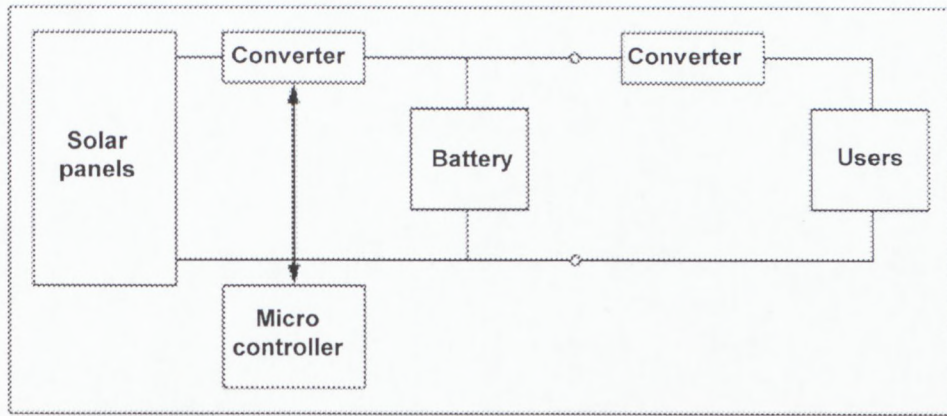 Converter
Converter
Solar
panels
Battery
Users
Micro
controller